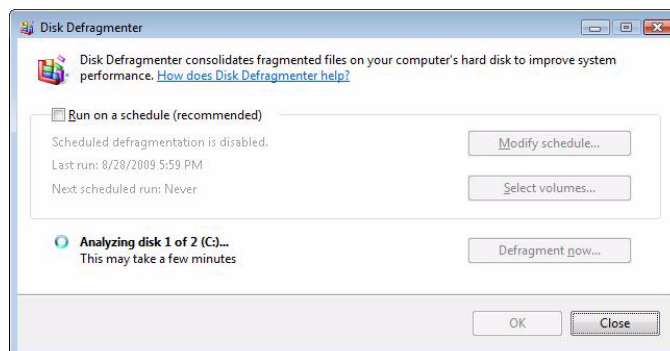 Disk Defragmenter
Disk Defragmenter consolidates fragmented files on your computer's hard disk to improve system
performance. How does Disk Defragmenter help?
Run on a schedule (recommended)
Scheduled defragmentation is disabled.
Modify schedule...
Last run: 8/28/2009 5:59 PM
Next scheduled run: Never
Select volumes...
Analyzing disk 1 of 2 (C:)...
This may take a few minutes
Defragment now...
OK
Close